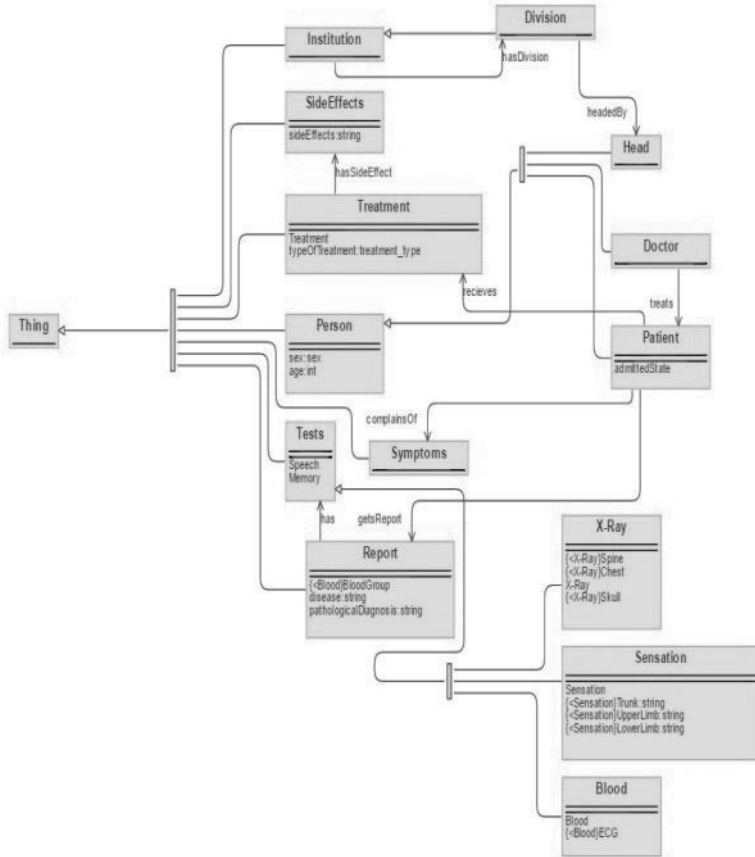 Division
Institution
hasDivision
SideEffects
sideEffects:string
headedBy
Head
hasSideEffect
Treatment
Treatment
typeOfTreatment:treatment_type
Doctor
recieves
treats
Thing
Person
sex:sex
age:int
Patient
admittedState
complainsOf
Tests
Speech
Memory
Symptoms
has
getsReport
Report
{<Blood}BloodGroup
disease:string
pathologicalDiagnosis:string
X-Ray
{<X-Ray}Spine
{<X-Ray}Chest
X-Ray
{<X-Ray}Skull
Sensation
Sensation
{<Sensation}Trunk:string
{<Sensation}UpperLimb:string
{<Sensation}LowerLimb:string
Blood
Blood
{<Blood}ECG